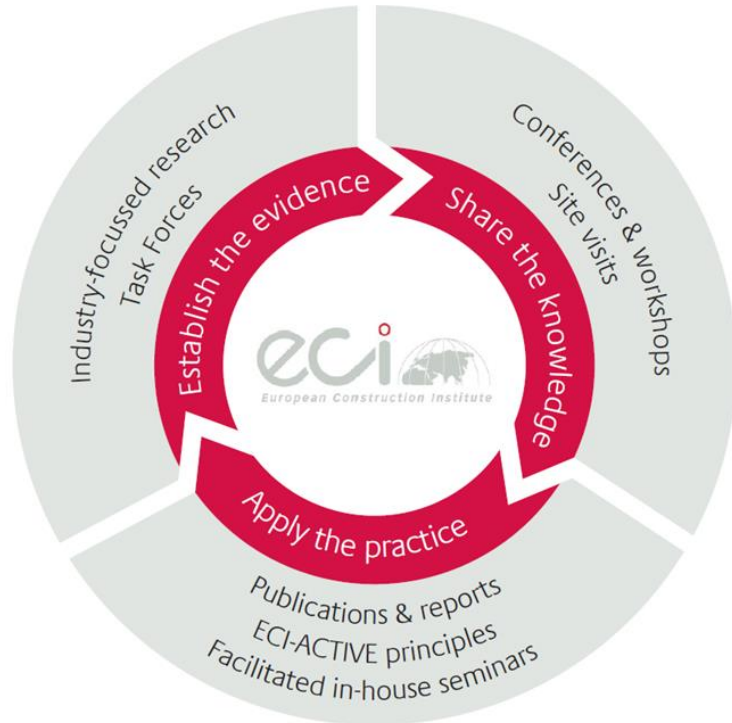 Industry-focussed research
Task Forces
Establish the evidence
Conferences & workshops
Site visits
Share the knowledge
eci
European Construction Institute
Apply the practice
Publications & reports
ECI-ACTIVE principles
Facilitated in-house seminars